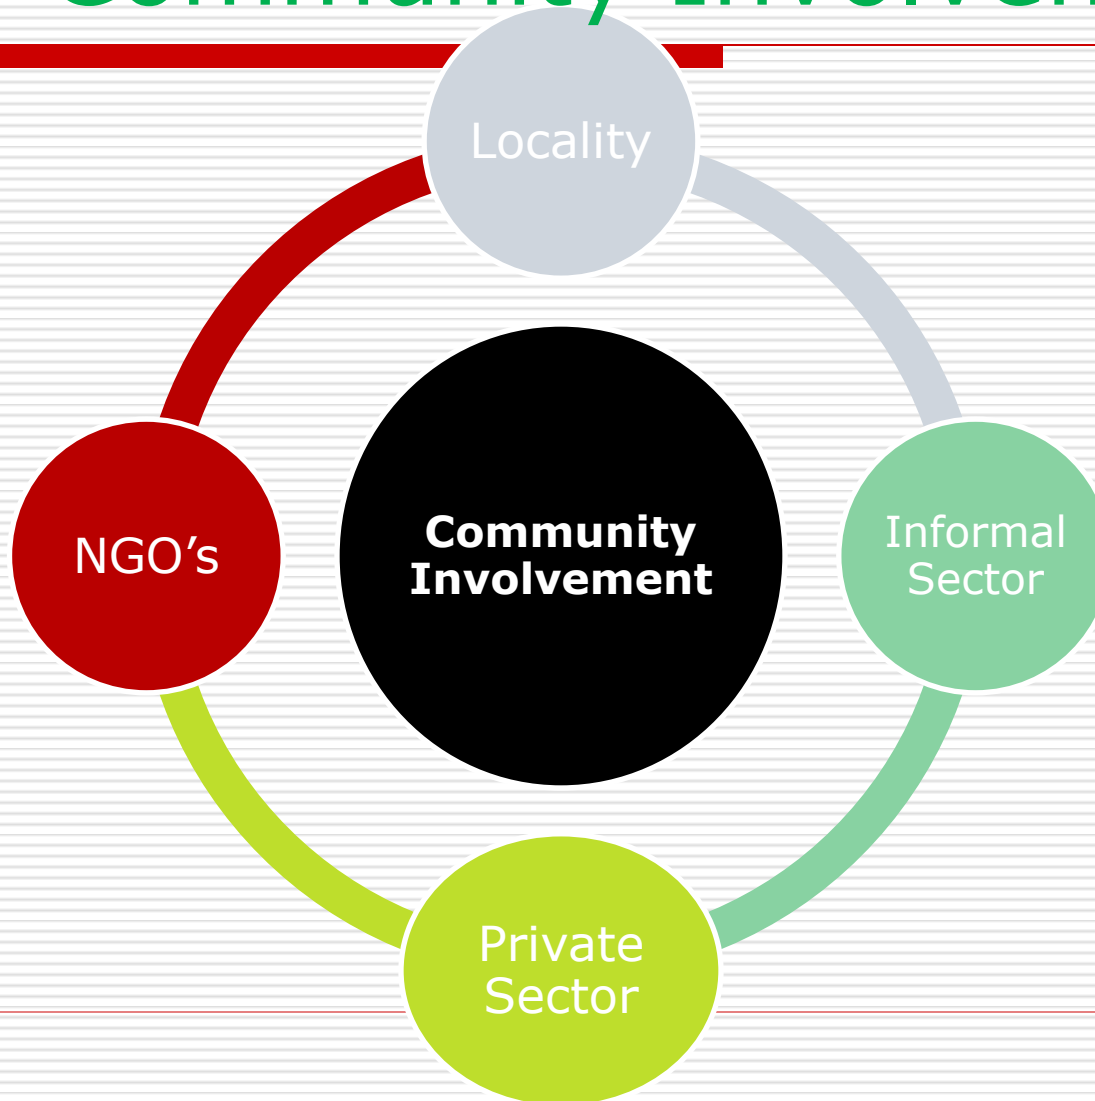 Locality
NGO’s
Community
Involvement
Informal
Sector
Private
Sector